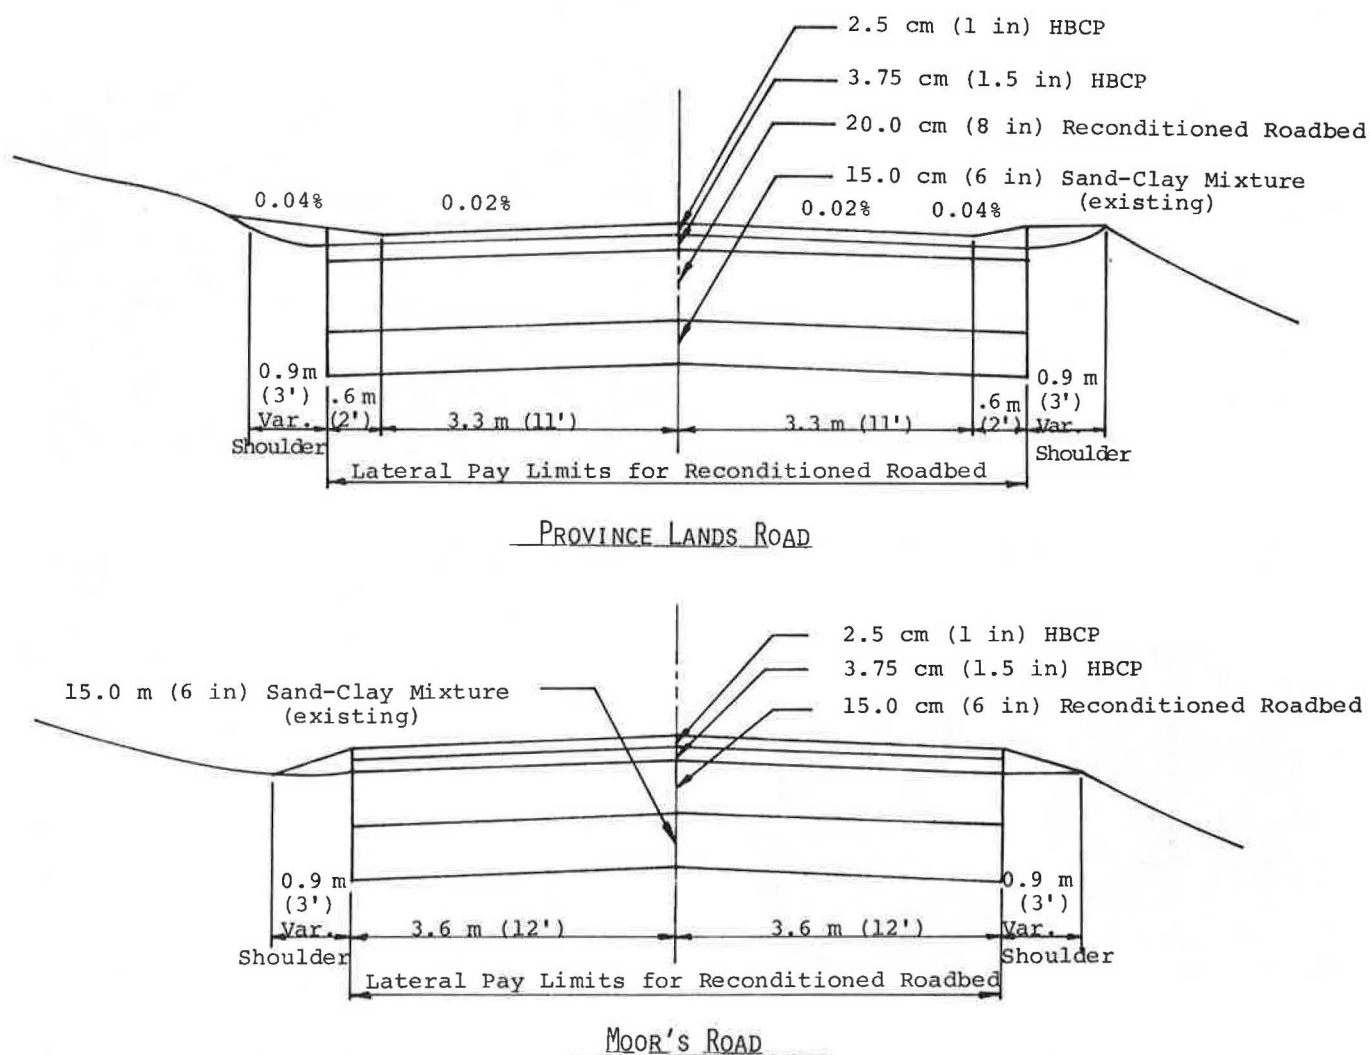 2.5 cm (1 in) HBCP
3.75 cm (1.5 in) HBCP
20.0 cm (8 in) Reconditioned Roadbed
15.0 cm (6 in) Sand-Clay Mixture
(existing)
0.04%
0.02%
0.02%
0.04%
0.9 m
(3')
Var.
Shoulder
.6 m
(2')
3.3 m (11')
3.3 m (11')
.6 m
(2')
0.9 m
(3')
Var.
Shoulder
Lateral Pay Limits for Reconditioned Roadbed
PROVINCE LANDS ROAD
2.5 cm (1 in) HBCP
3.75 cm (1.5 in) HBCP
15.0 cm (6 in) Reconditioned Roadbed
15.0 m (6 in) Sand-Clay Mixture
(existing)
0.9 m
(3')
Var.
Shoulder
3.6 m (12')
3.6 m (12')
0.9 m
(3')
Var.
Shoulder
Lateral Pay Limits for Reconditioned Roadbed
MOOR'S ROAD